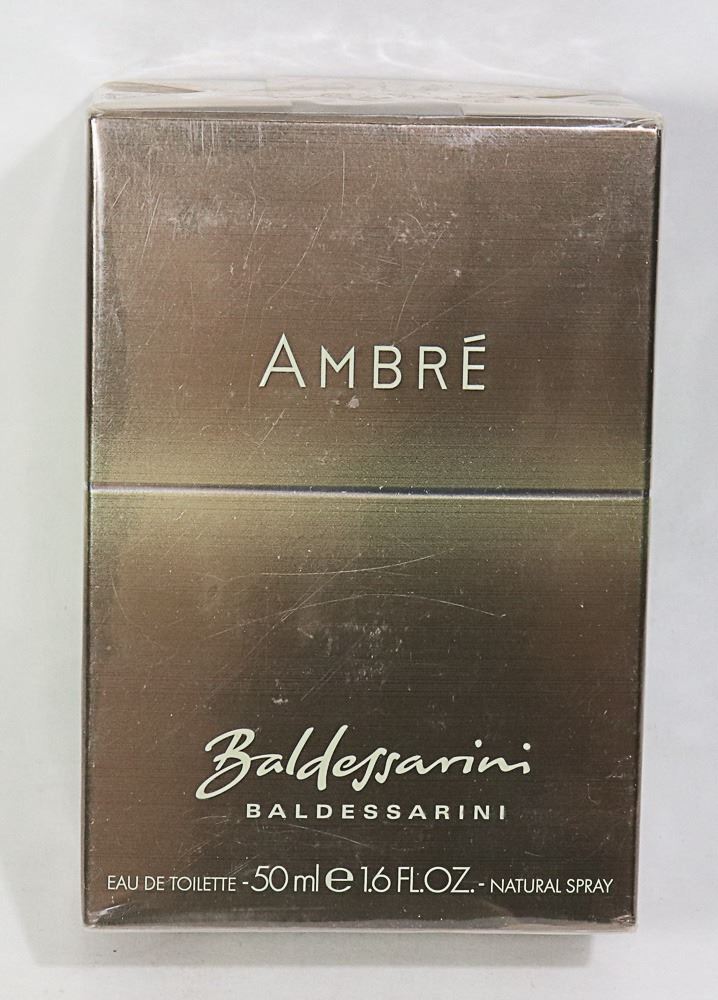 AMBRÉ
Baldessarini
BALDESSARINI
EAU DE TOILETTE - 50 ml e 1.6 FL.OZ. - NATURAL SPRAY